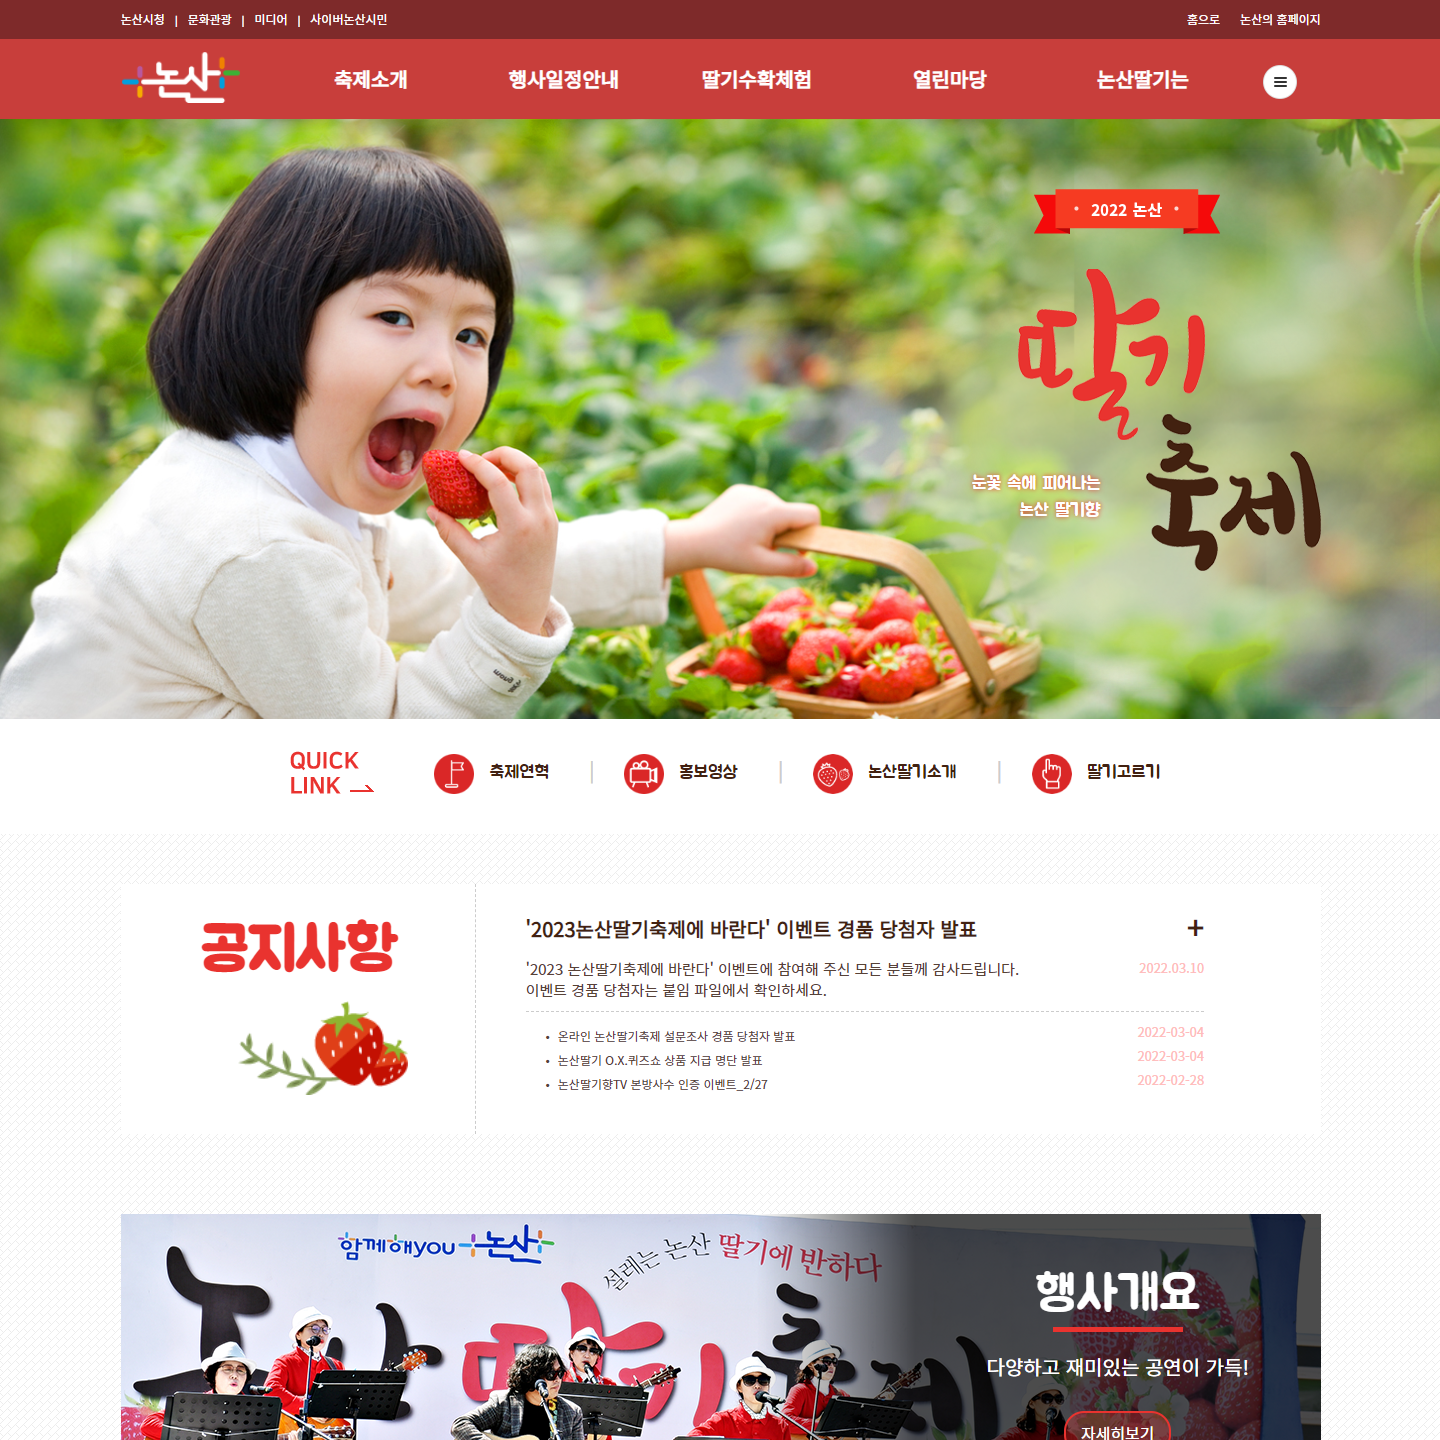 논산시청 | 문화관광 | 미디어 | 사이버논산시민
홈으로 논산의 홈페이지
논산
축제소개 행사일정안내 딸기수확체험 열린마당 논산딸기는
2022 논산
딸기
축제
눈꽃 속에 피어나는
논산 딸기향
QUICK
LINK
축제연혁 | 홍보영상 | 논산딸기소개 | 딸기고르기
공지사항
'2023논산딸기축제에 바란다' 이벤트 경품 당첨자 발표 +
'2023 논산딸기축제에 바란다' 이벤트에 참여해 주신 모든 분들께 감사드립니다. 2022.03.10
이벤트 경품 당첨자는 붙임 파일에서 확인하세요.
• 온라인 논산딸기축제 설문조사 경품 당첨자 발표 2022-03-04
• 논산딸기 O.X.퀴즈쇼 상품 지급 명단 발표 2022-03-04
• 논산딸기향TV 본방사수 인증 이벤트_2/27 2022-02-28
함께해you 논산
설레는 논산 딸기에 반하다
논산 딸기 축제
행사개요
다양하고 재미있는 공연이 가득!
자세히보기